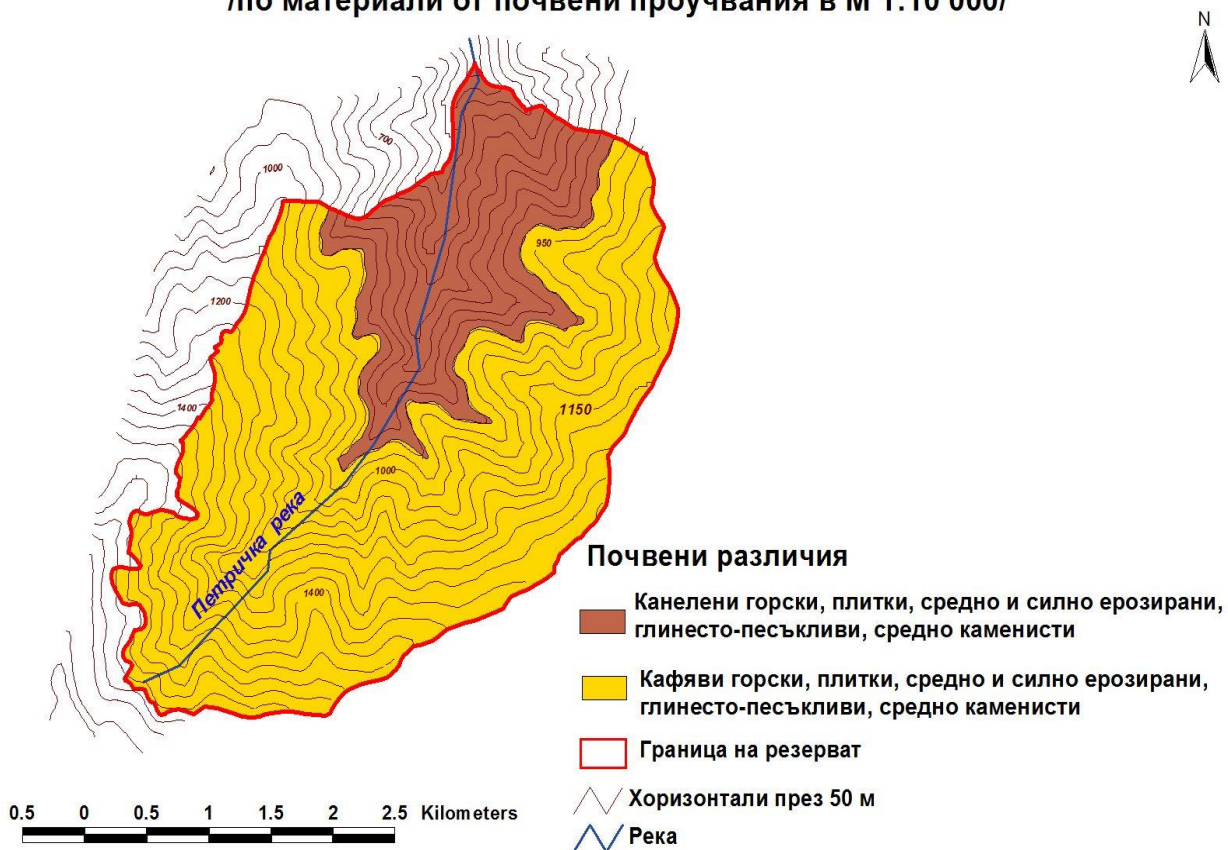 /по материали от почвени проучвания в М 1:10 000/
N
700
1000
950
1200
1400
1150
1000
Петричка река
1400
Почвени различия
Канелени горски, плитки, средно и силно ерозирани,
глинесто-песъкливи, средно каменисти
Кафяви горски, плитки, средно и силно ерозирани,
глинесто-песъкливи, средно каменисти
Граница на резерват
Хоризонтали през 50 м
Река
0.5 0 0.5 1 1.5 2 2.5 Kilometers